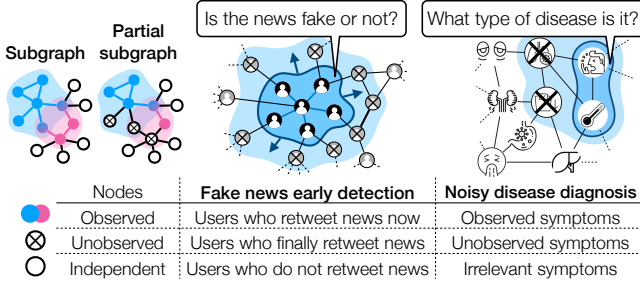 Is the news fake or not?
What type of disease is it?
Subgraph
Partial
subgraph
Nodes
Fake news early detection
Noisy disease diagnosis
Observed
Users who retweet news now
Observed symptoms
Unobserved
Users who finally retweet news
Unobserved symptoms
Independent
Users who do not retweet news
Irrelevant symptoms